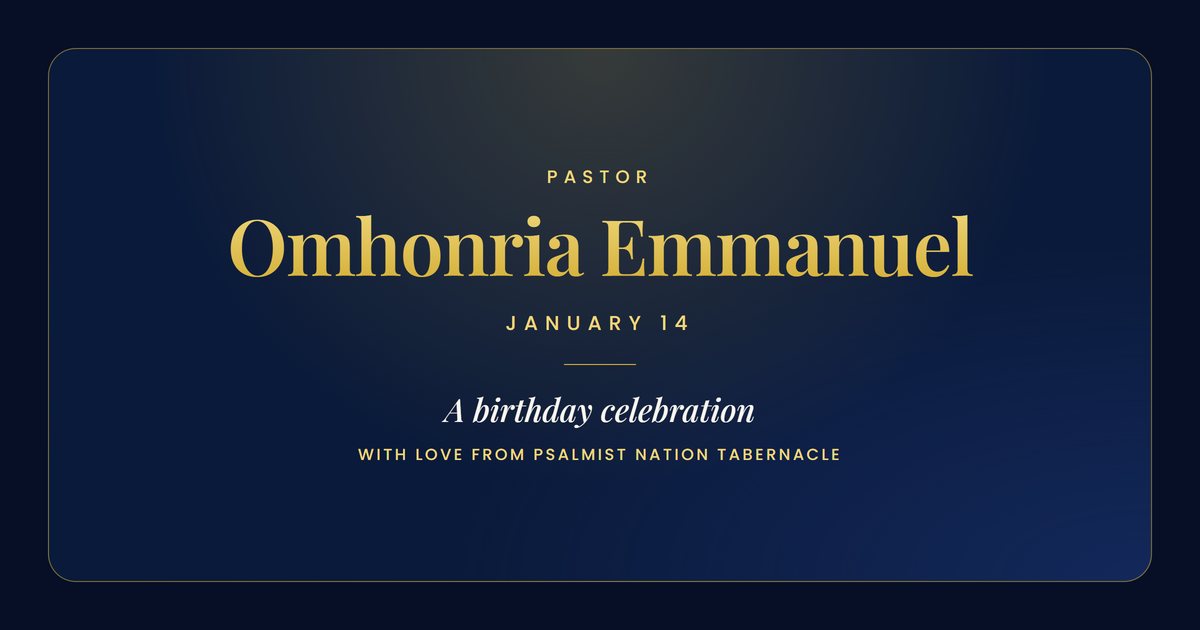 PASTOR
Omhonria Emmanuel
JANUARY 14
A birthday celebration
WITH LOVE FROM PSALMIST NATION TABERNACLE